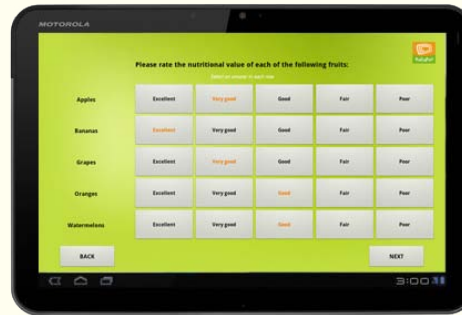 MOTOROLA
Please rate the nutritional value of each of the following fruits:
Select an answer in each row
Apples Excellent Very good Good Fair Poor
Bananas Excellent Very good Good Fair Poor
Grapes Excellent Very good Good Fair Poor
Oranges Excellent Very good Good Fair Poor
Watermelons Excellent Very good Good Fair Poor
BACK NEXT
3:00